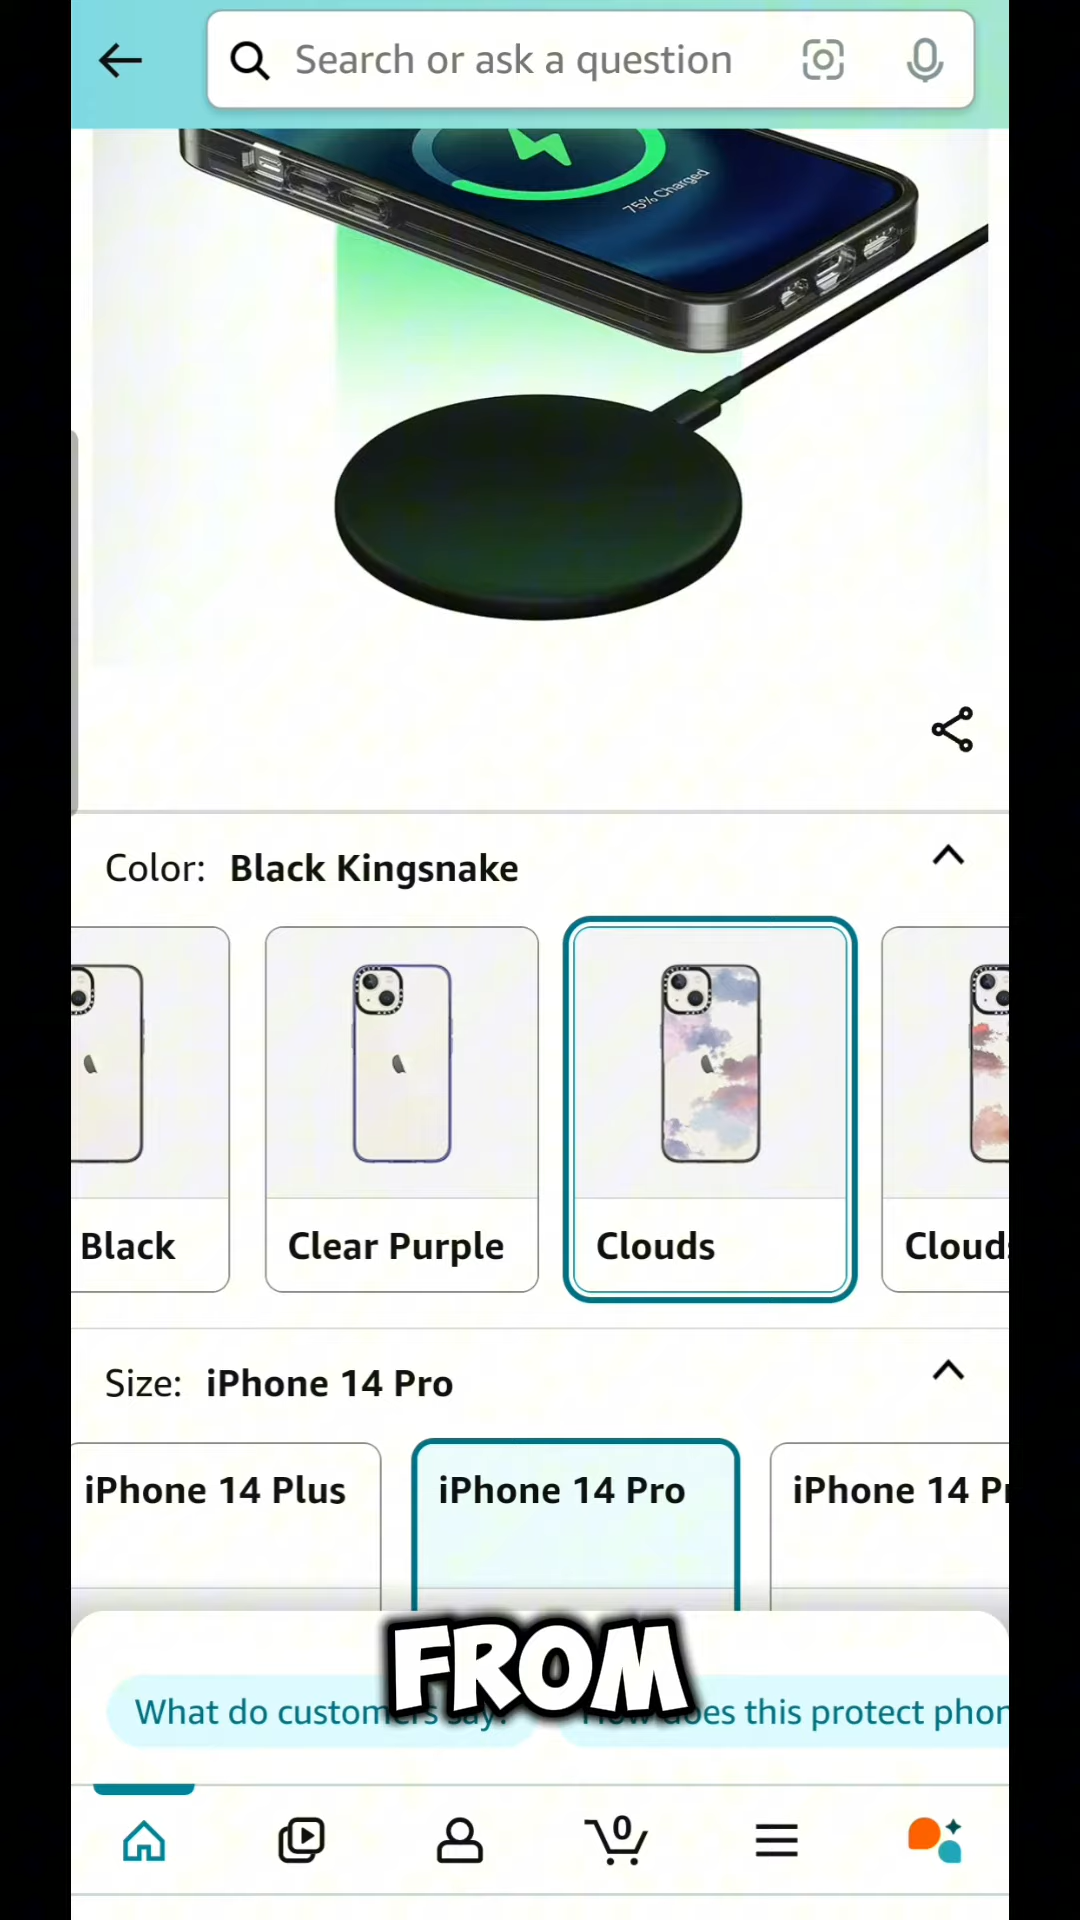 Search or ask a question
75% Charged
Color: Black Kingsnake
Black
Clear Purple
Clouds
Cloud
Size: iPhone 14 Pro
iPhone 14 Plus
iPhone 14 Pro
iPhone 14 P
FROM
What do customers say?
How does this protect phon
0